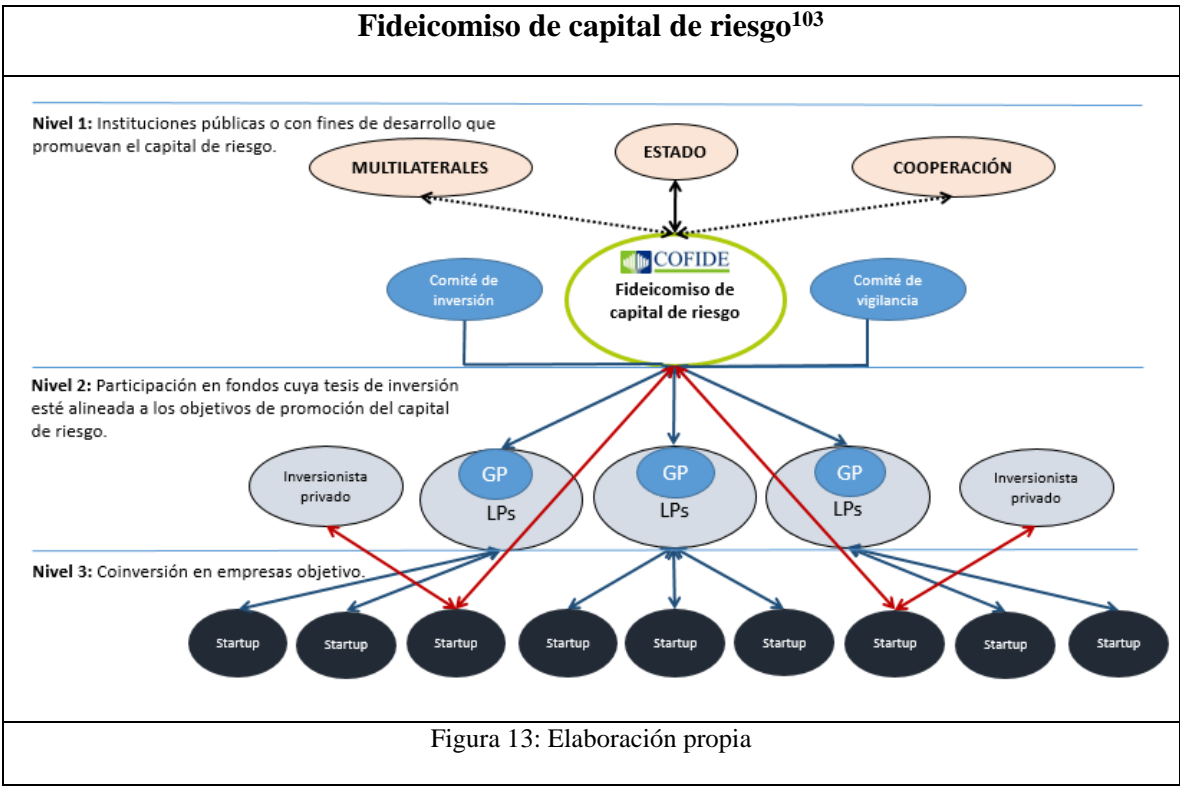 Fideicomiso de capital de riesgo103
Nivel 1: Instituciones públicas o con fines de desarrollo que
promuevan el capital de riesgo.
MULTILATERALES
ESTADO
COOPERACIÓN
COFIDE
Fideicomiso de
capital de riesgo
Comité de
inversión
Comité de
vigilancia
Nivel 2: Participación en fondos cuya tesis de inversión
esté alineada a los objetivos de promoción del capital
de riesgo.
Inversionista
privado
GP
LPs
GP
LPs
GP
LPs
Inversionista
privado
Nivel 3: Coinversión en empresas objetivo.
Startup
Startup
Startup
Startup
Startup
Startup
Startup
Startup
Startup
Figura 13: Elaboración propia